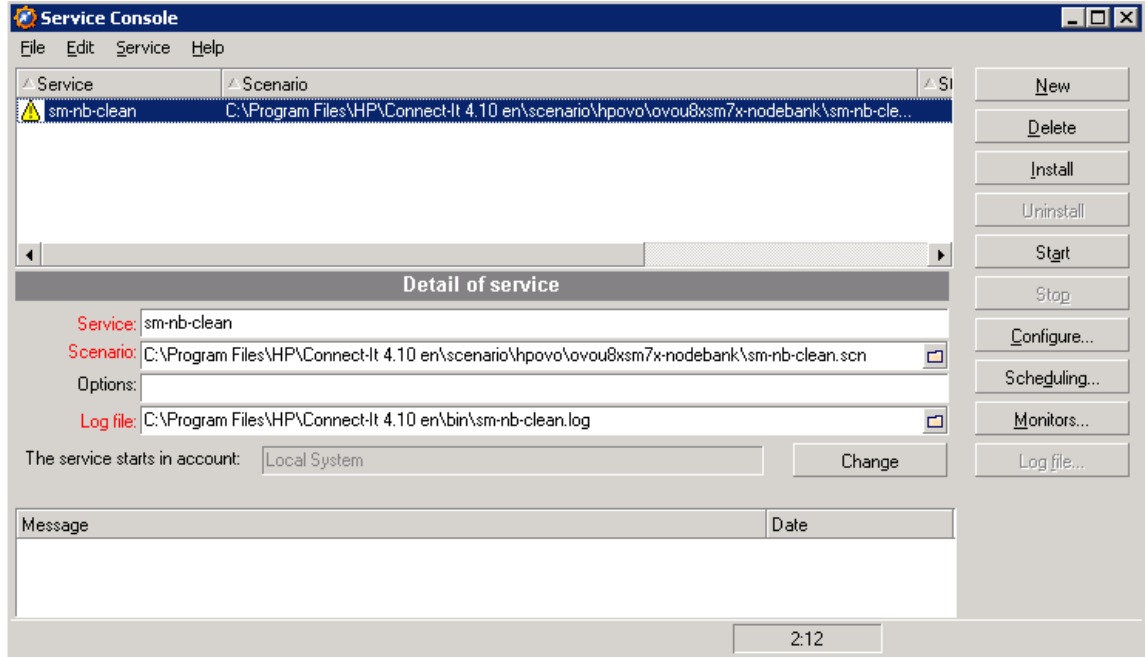 Service Console
File Edit Service Help
Service Scenario St
sm-nb-clean C:\Program Files\HP\Connect-It 4.10 en\scenario\hpovo\ovou8xsm7x-nodebank\sm-nb-cle...
New
Delete
Install
Uninstall
Start
Stop
Configure...
Scheduling...
Monitors...
Log file...
Detail of service
Service: sm-nb-clean
Scenario: C:\Program Files\HP\Connect-It 4.10 en\scenario\hpovo\ovou8xsm7x-nodebank\sm-nb-clean.scn
Options:
Log file: C:\Program Files\HP\Connect-It 4.10 en\bin\sm-nb-clean.log
The service starts in account: Local System Change
Message Date
2:12